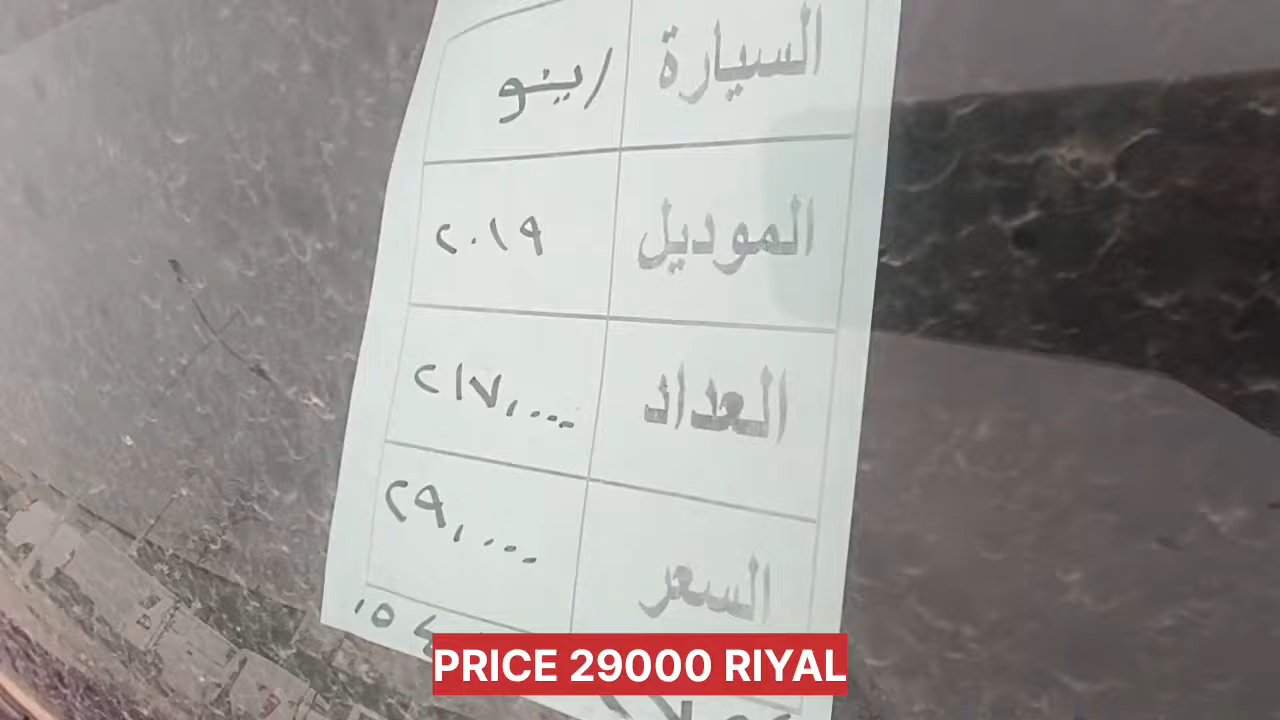 السيارة رينو
الموديل ٢٠١٩
العداد ٢١٧,٠٠٠
السعر ٢٩,٠٠٠
PRICE 29000 RIYAL